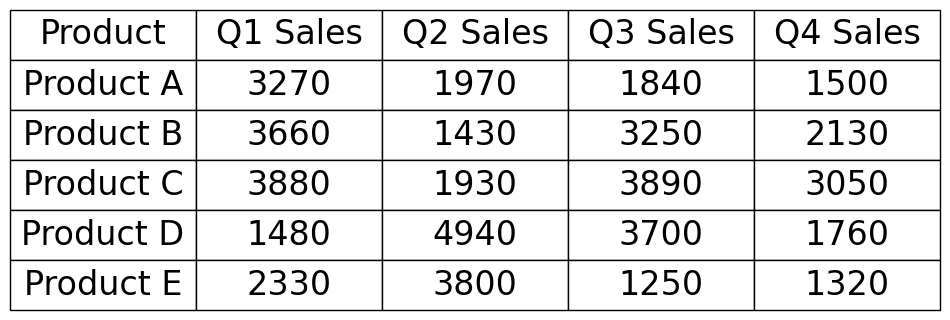 Product Q1 Sales Q2 Sales Q3 Sales Q4 Sales
Product A 3270 1970 1840 1500
Product B 3660 1430 3250 2130
Product C 3880 1930 3890 3050
Product D 1480 4940 3700 1760
Product E 2330 3800 1250 1320